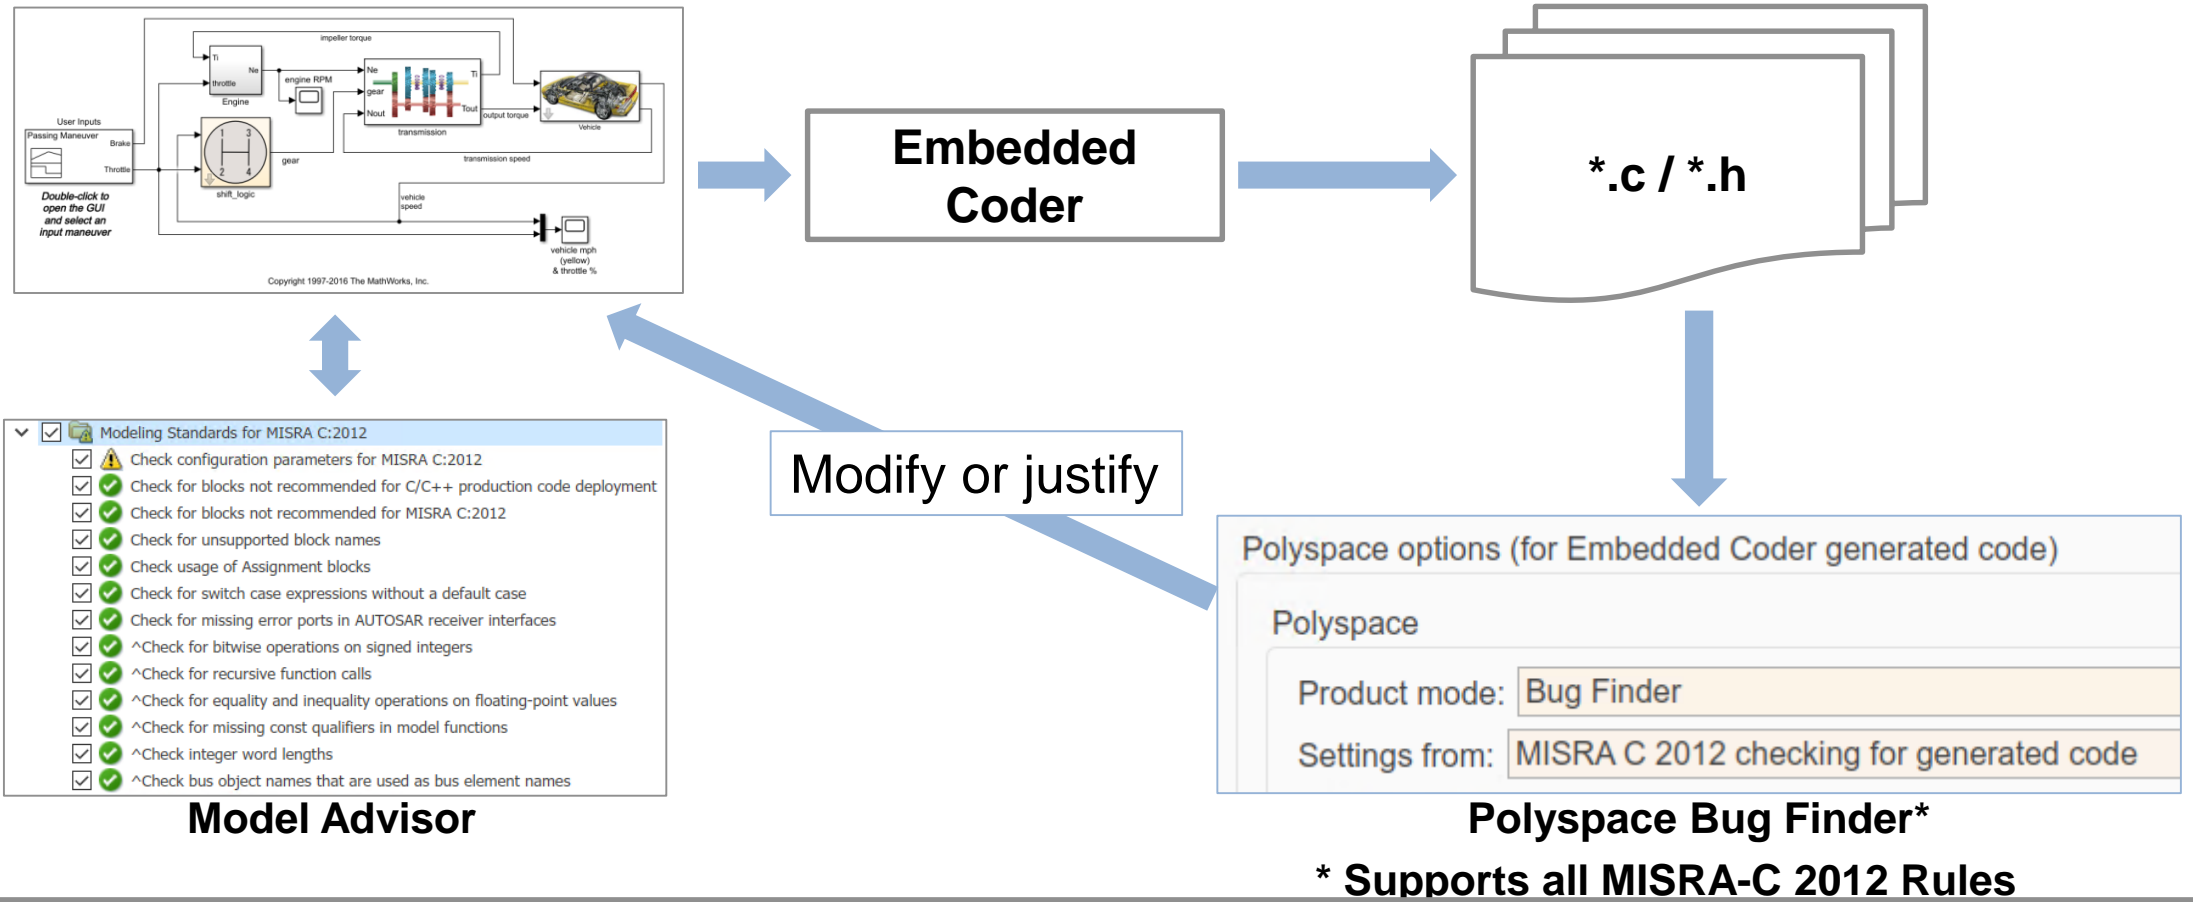 impeller torque
Ti
Ne
throttle
Engine
engine RPM
Ne
gear
Nout
Ti
Tout
transmission
output torque
Vehicle
User Inputs
Passing Maneuver
Brake
Throttle
1 3
2 4
shift_logic
gear
transmission speed
Double-click to
open the GUI
and select an
input maneuver
vehicle
speed
vehicle mph
(yellow)
& throttle %
Copyright 1997-2016 The MathWorks, Inc.
Embedded
Coder
*.c / *.h
Modeling Standards for MISRA C:2012
Check configuration parameters for MISRA C:2012
Check for blocks not recommended for C/C++ production code deployment
Check for blocks not recommended for MISRA C:2012
Check for unsupported block names
Check usage of Assignment blocks
Check for switch case expressions without a default case
Check for missing error ports in AUTOSAR receiver interfaces
^Check for bitwise operations on signed integers
^Check for recursive function calls
^Check for equality and inequality operations on floating-point values
^Check for missing const qualifiers in model functions
^Check integer word lengths
^Check bus object names that are used as bus element names
Model Advisor
Modify or justify
Polyspace options (for Embedded Coder generated code)
Polyspace
Product mode: Bug Finder
Settings from: MISRA C 2012 checking for generated code
Polyspace Bug Finder*
* Supports all MISRA-C 2012 Rules